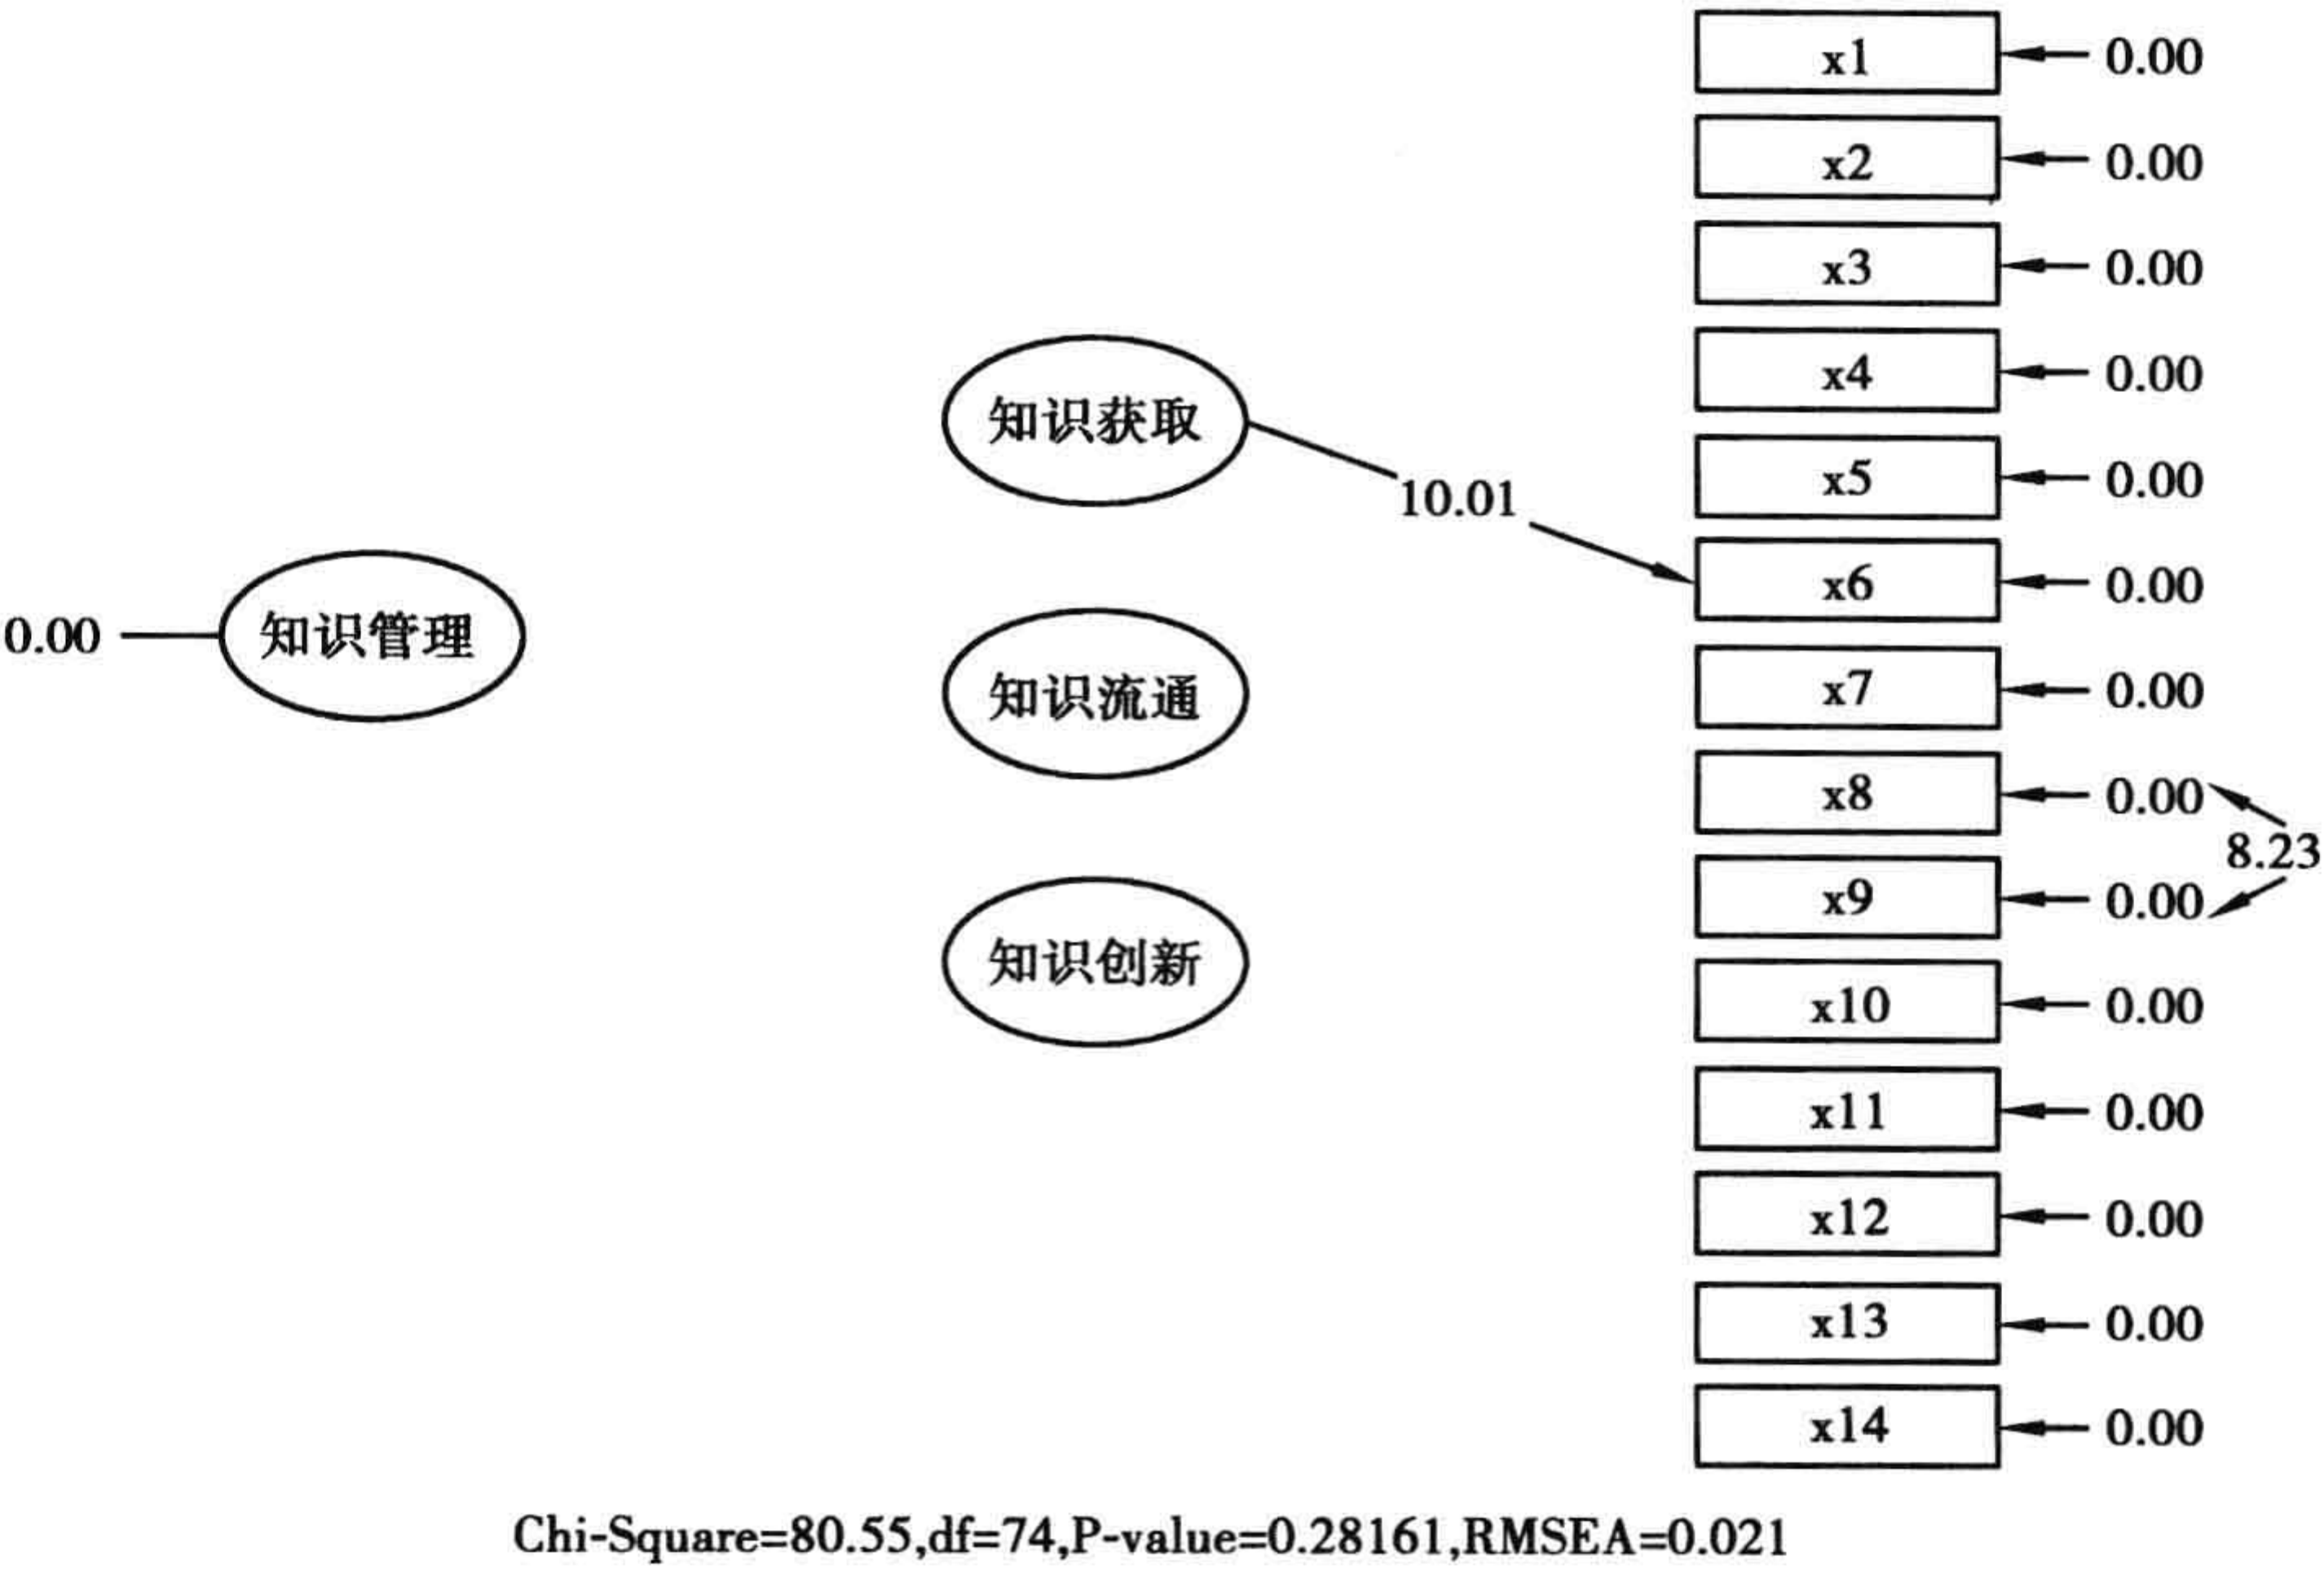 x1 0.00
x2 0.00
x3 0.00
x4 0.00
知识获取
x5 0.00
10.01
x6 0.00
0.00 知识管理
x7 0.00
知识流通
x8 0.00
8.23
x9 0.00
知识创新
x10 0.00
x11 0.00
x12 0.00
x13 0.00
x14 0.00
Chi-Square=80.55,df=74,P-value=0.28161,RMSEA=0.021